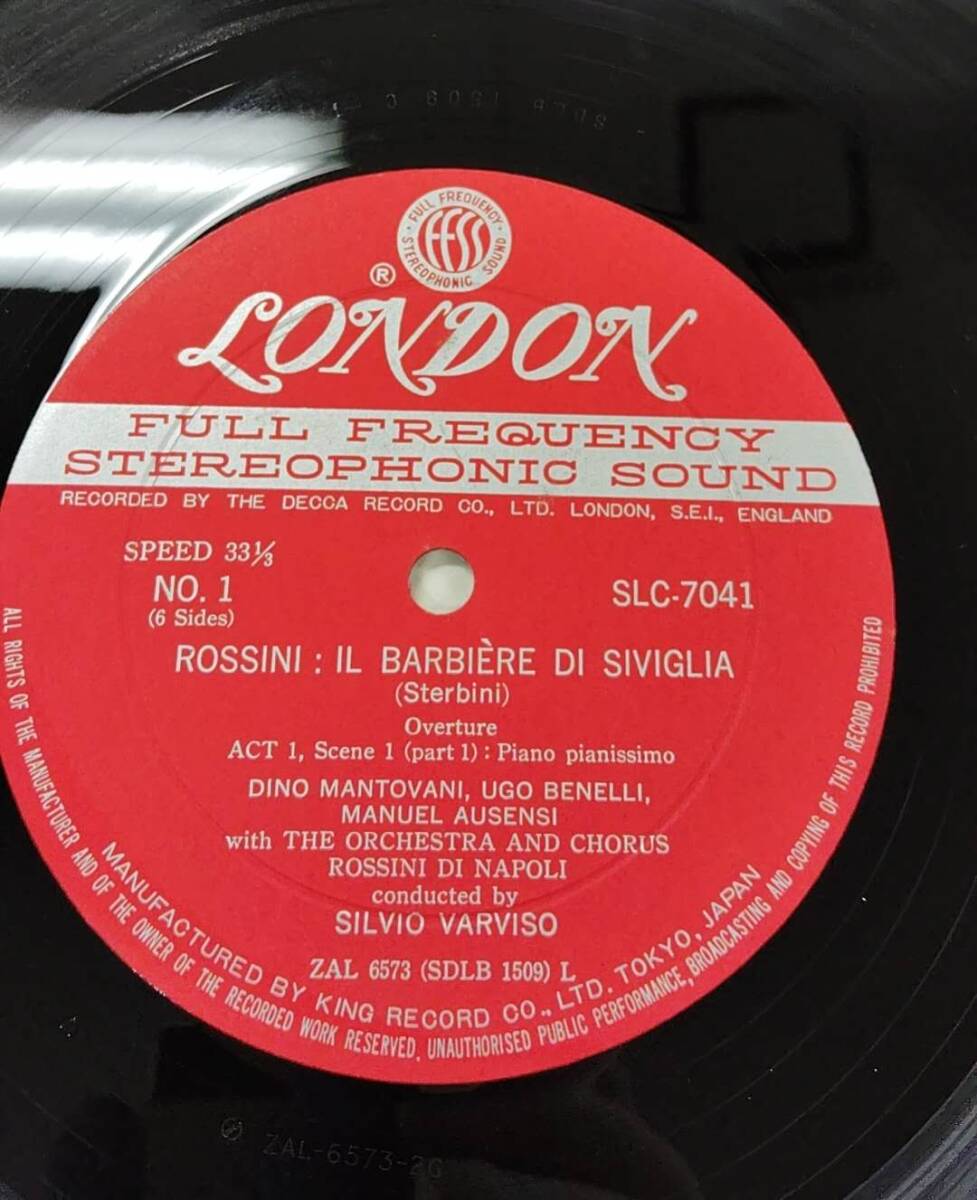 SDLB 1509 C
FULL FREQUENCY
FFSS
STEREOPHONIC SOUND
®
LONDON
FULL FREQUENCY
STEREOPHONIC SOUND
RECORDED BY THE DECCA RECORD CO., LTD. LONDON, S.E.I., ENGLAND
SPEED 33⅓
NO. 1
(6 Sides)
SLC-7041
ROSSINI : IL BARBIÈRE DI SIVIGLIA
(Sterbini)
Overture
ACT 1, Scene 1 (part 1) : Piano pianissimo
DINO MANTOVANI, UGO BENELLI,
MANUEL AUSENSI
with THE ORCHESTRA AND CHORUS
ROSSINI DI NAPOLI
conducted by
SILVIO VARVISO
ZAL 6573 (SDLB 1509) L
MANUFACTURED BY KING RECORD CO., LTD. TOKYO, JAPAN
ALL RIGHTS OF THE MANUFACTURER AND OF THE OWNER OF THE RECORDED WORK RESERVED. UNAUTHORISED PUBLIC PERFORMANCE, BROADCASTING AND COPYING OF THIS RECORD PROHIBITED
ZAL-6573-2G